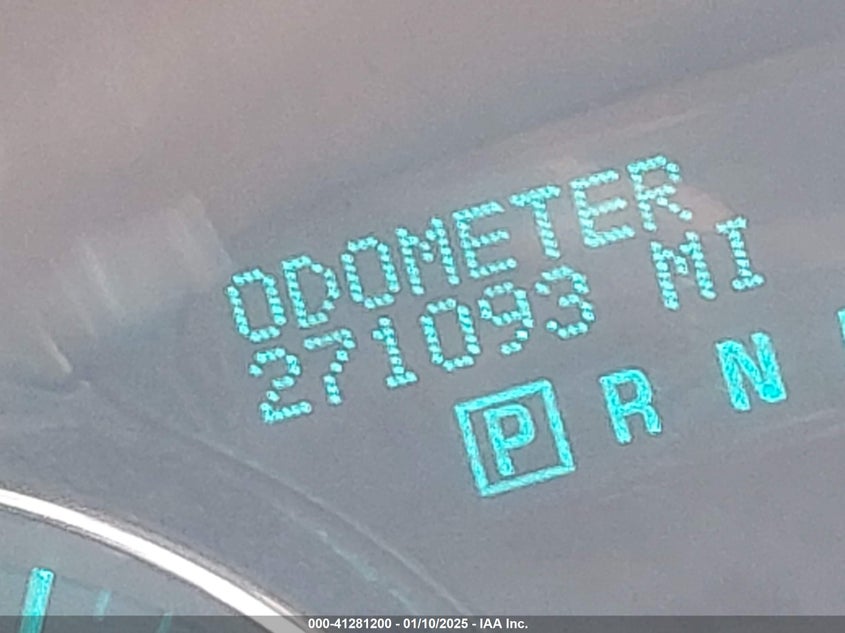 ODOMETER
271093 MI
P R N
000-41281200 - 01/10/2025 - IAA Inc.